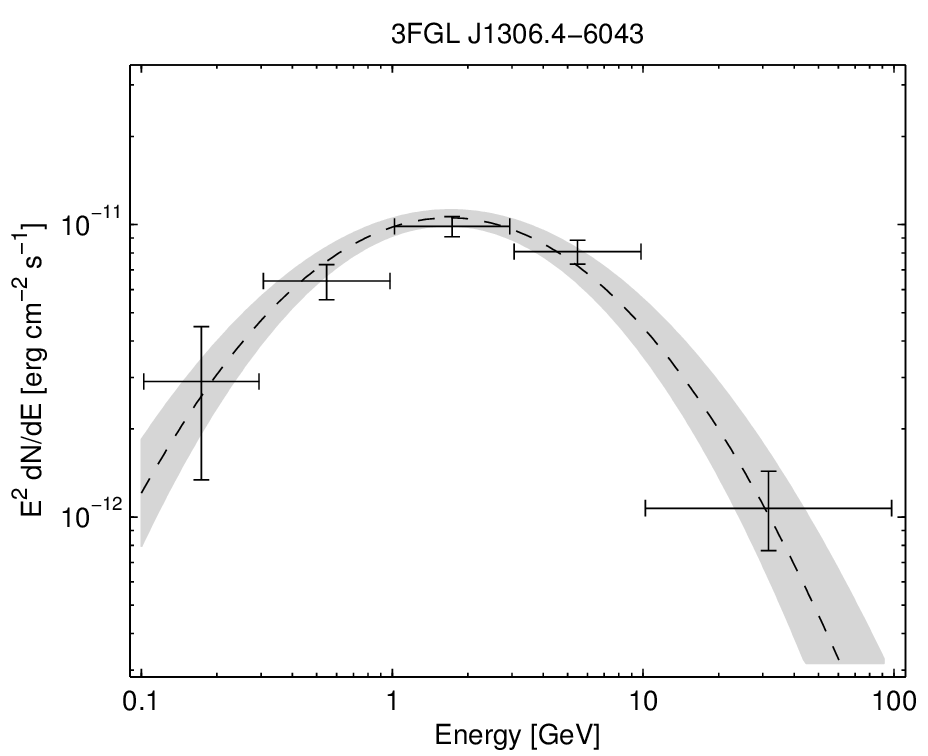 3FGL J1306.4−6043
E² dN/dE [erg cm⁻² s⁻¹]
10⁻¹¹
10⁻¹²
0.1 1 10 100
Energy [GeV]